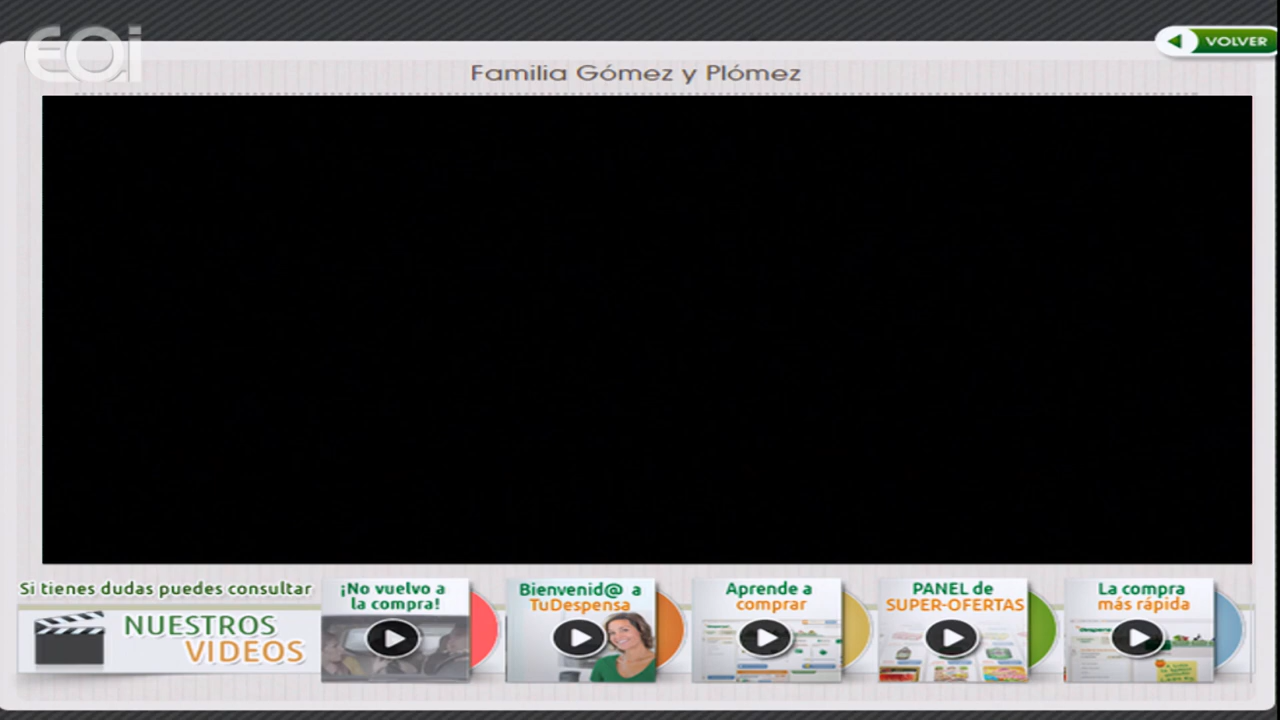 EOi
VOLVER
Familia Gómez y Plómez
Si tienes dudas puedes consultar
NUESTROS
VIDEOS
¡No vuelvo a
la compra!
Bienvenid@ a
TuDespensa
Aprende a
comprar
PANEL de
SUPER-OFERTAS
La compra
más rápida